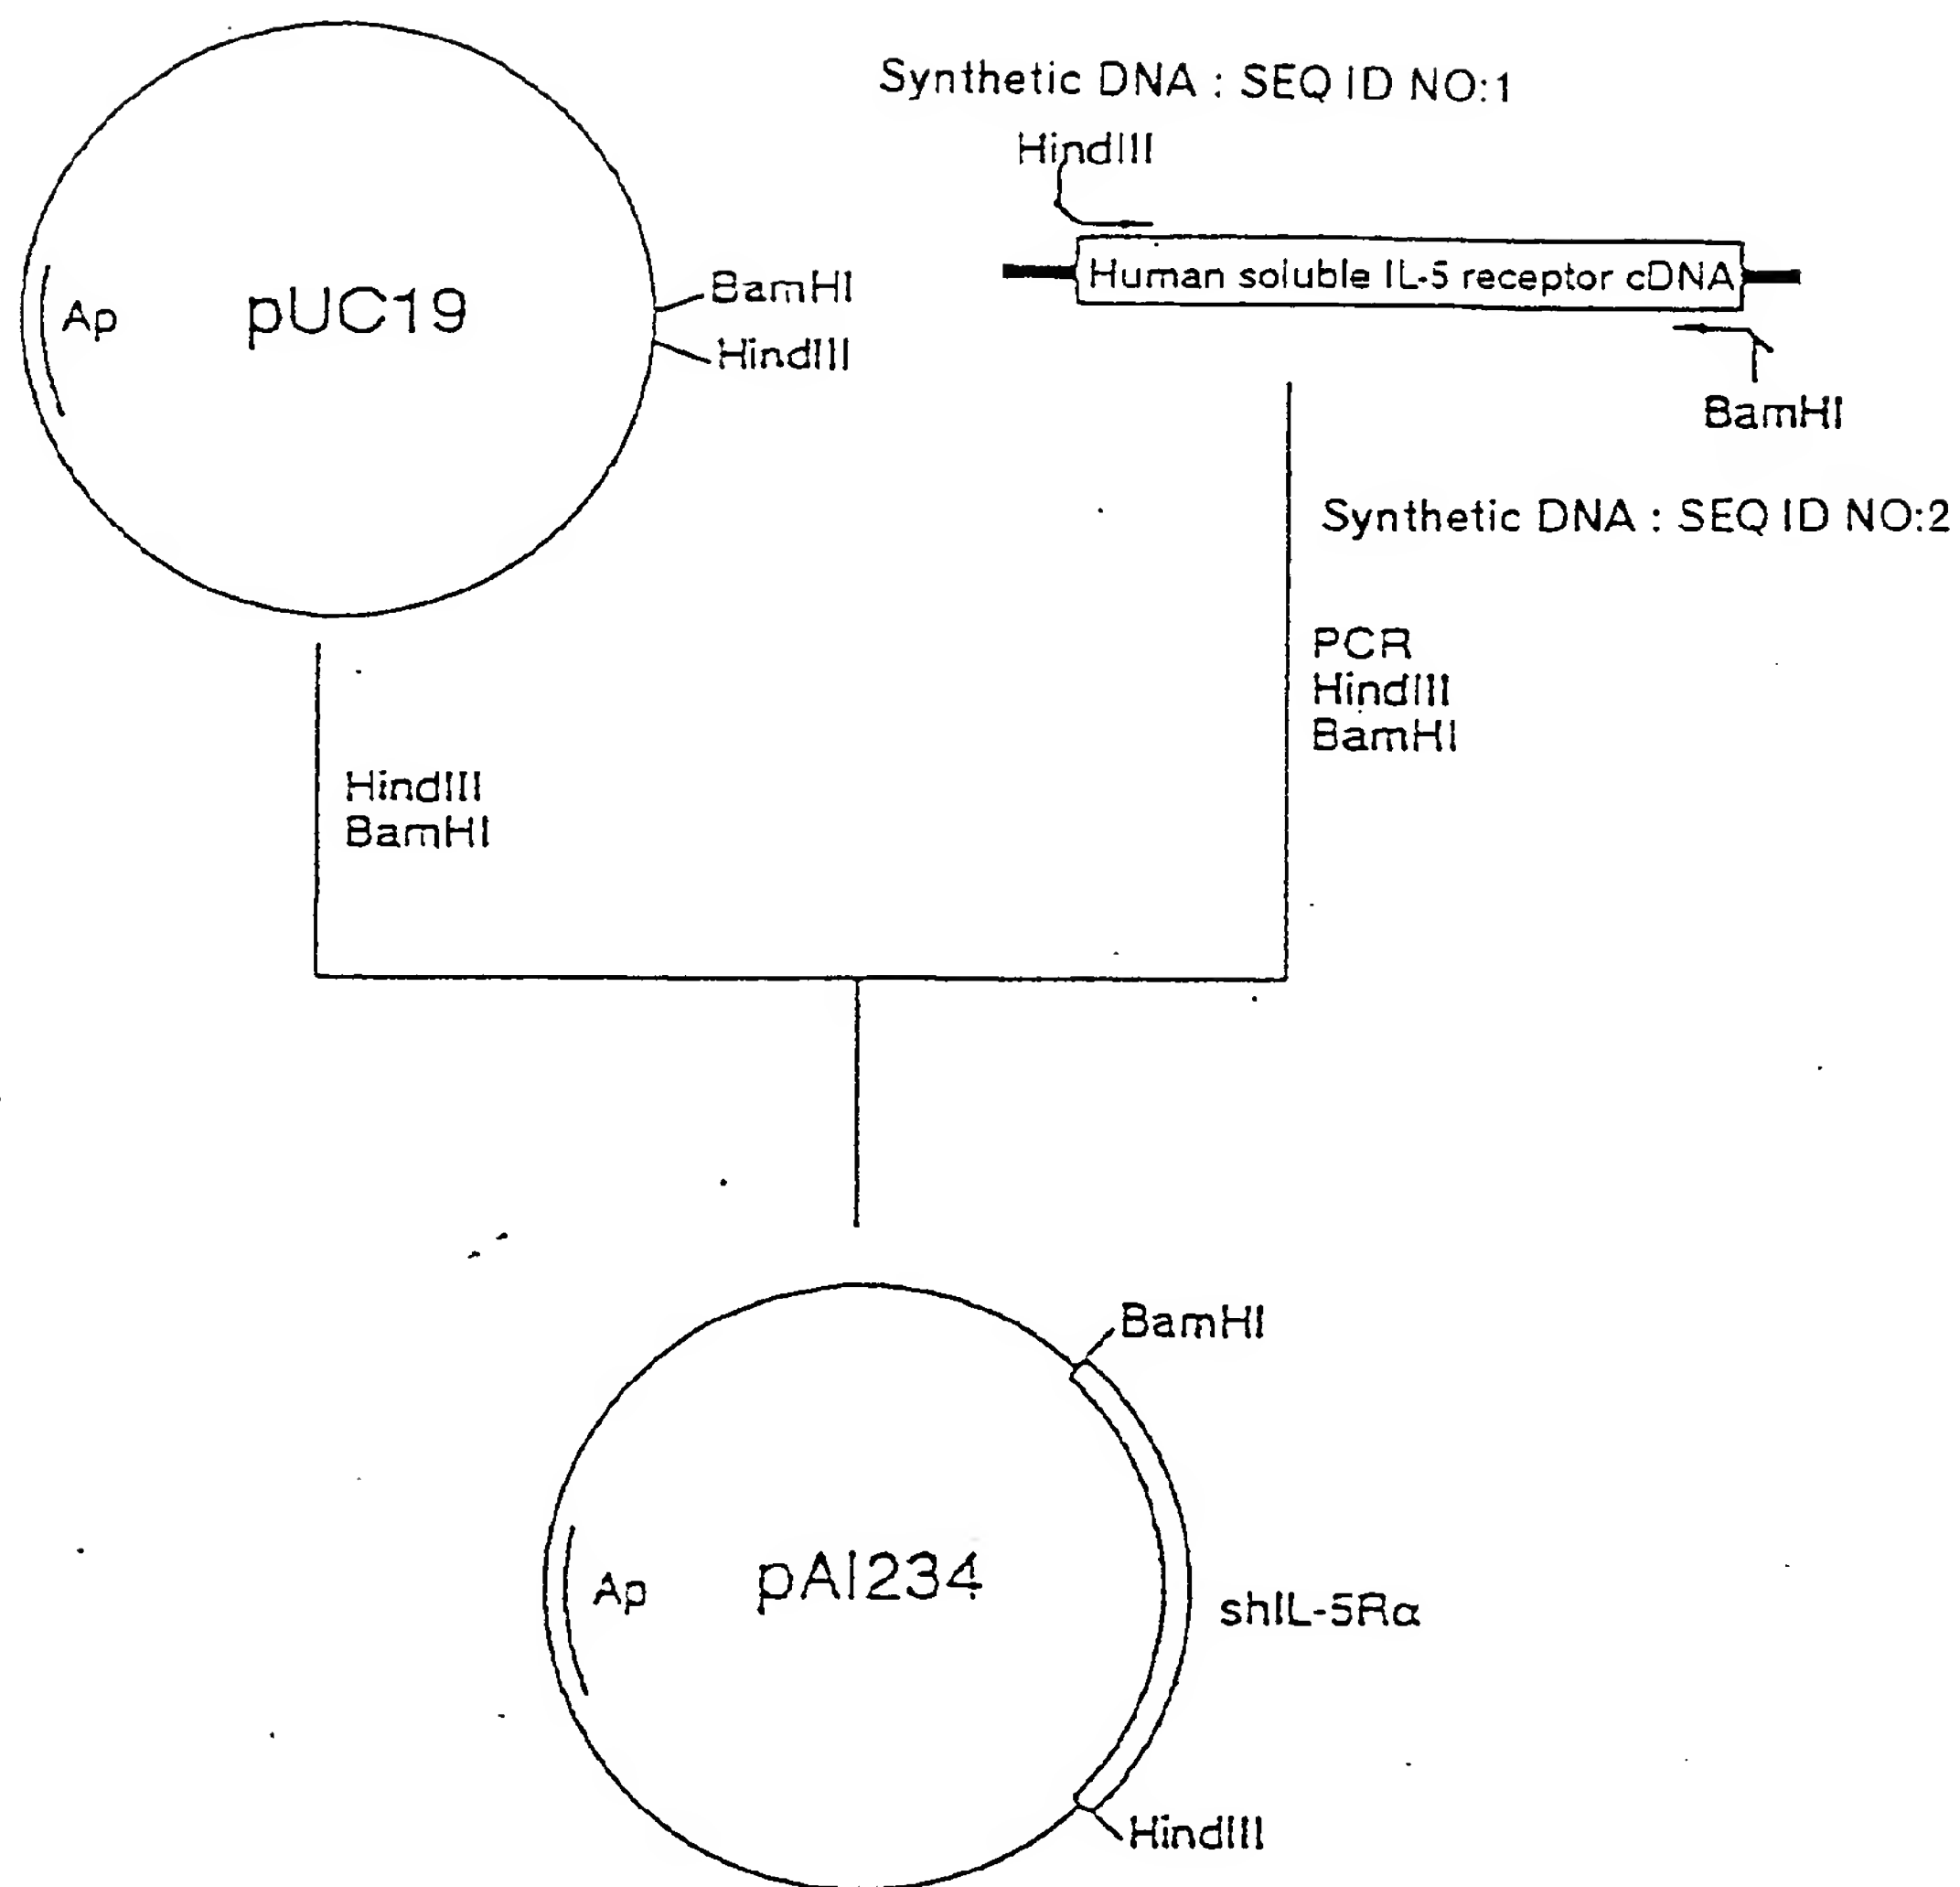 Synthetic DNA : SEQ ID NO:1
HindIII
pUC19
Ap
BamHI
HindIII
Human soluble IL-5 receptor cDNA
BamHI
Synthetic DNA : SEQ ID NO:2
PCR
HindIII
BamHI
HindIII
BamHI
BamHI
Ap
pAI234
shIL-5Rα
HindIII